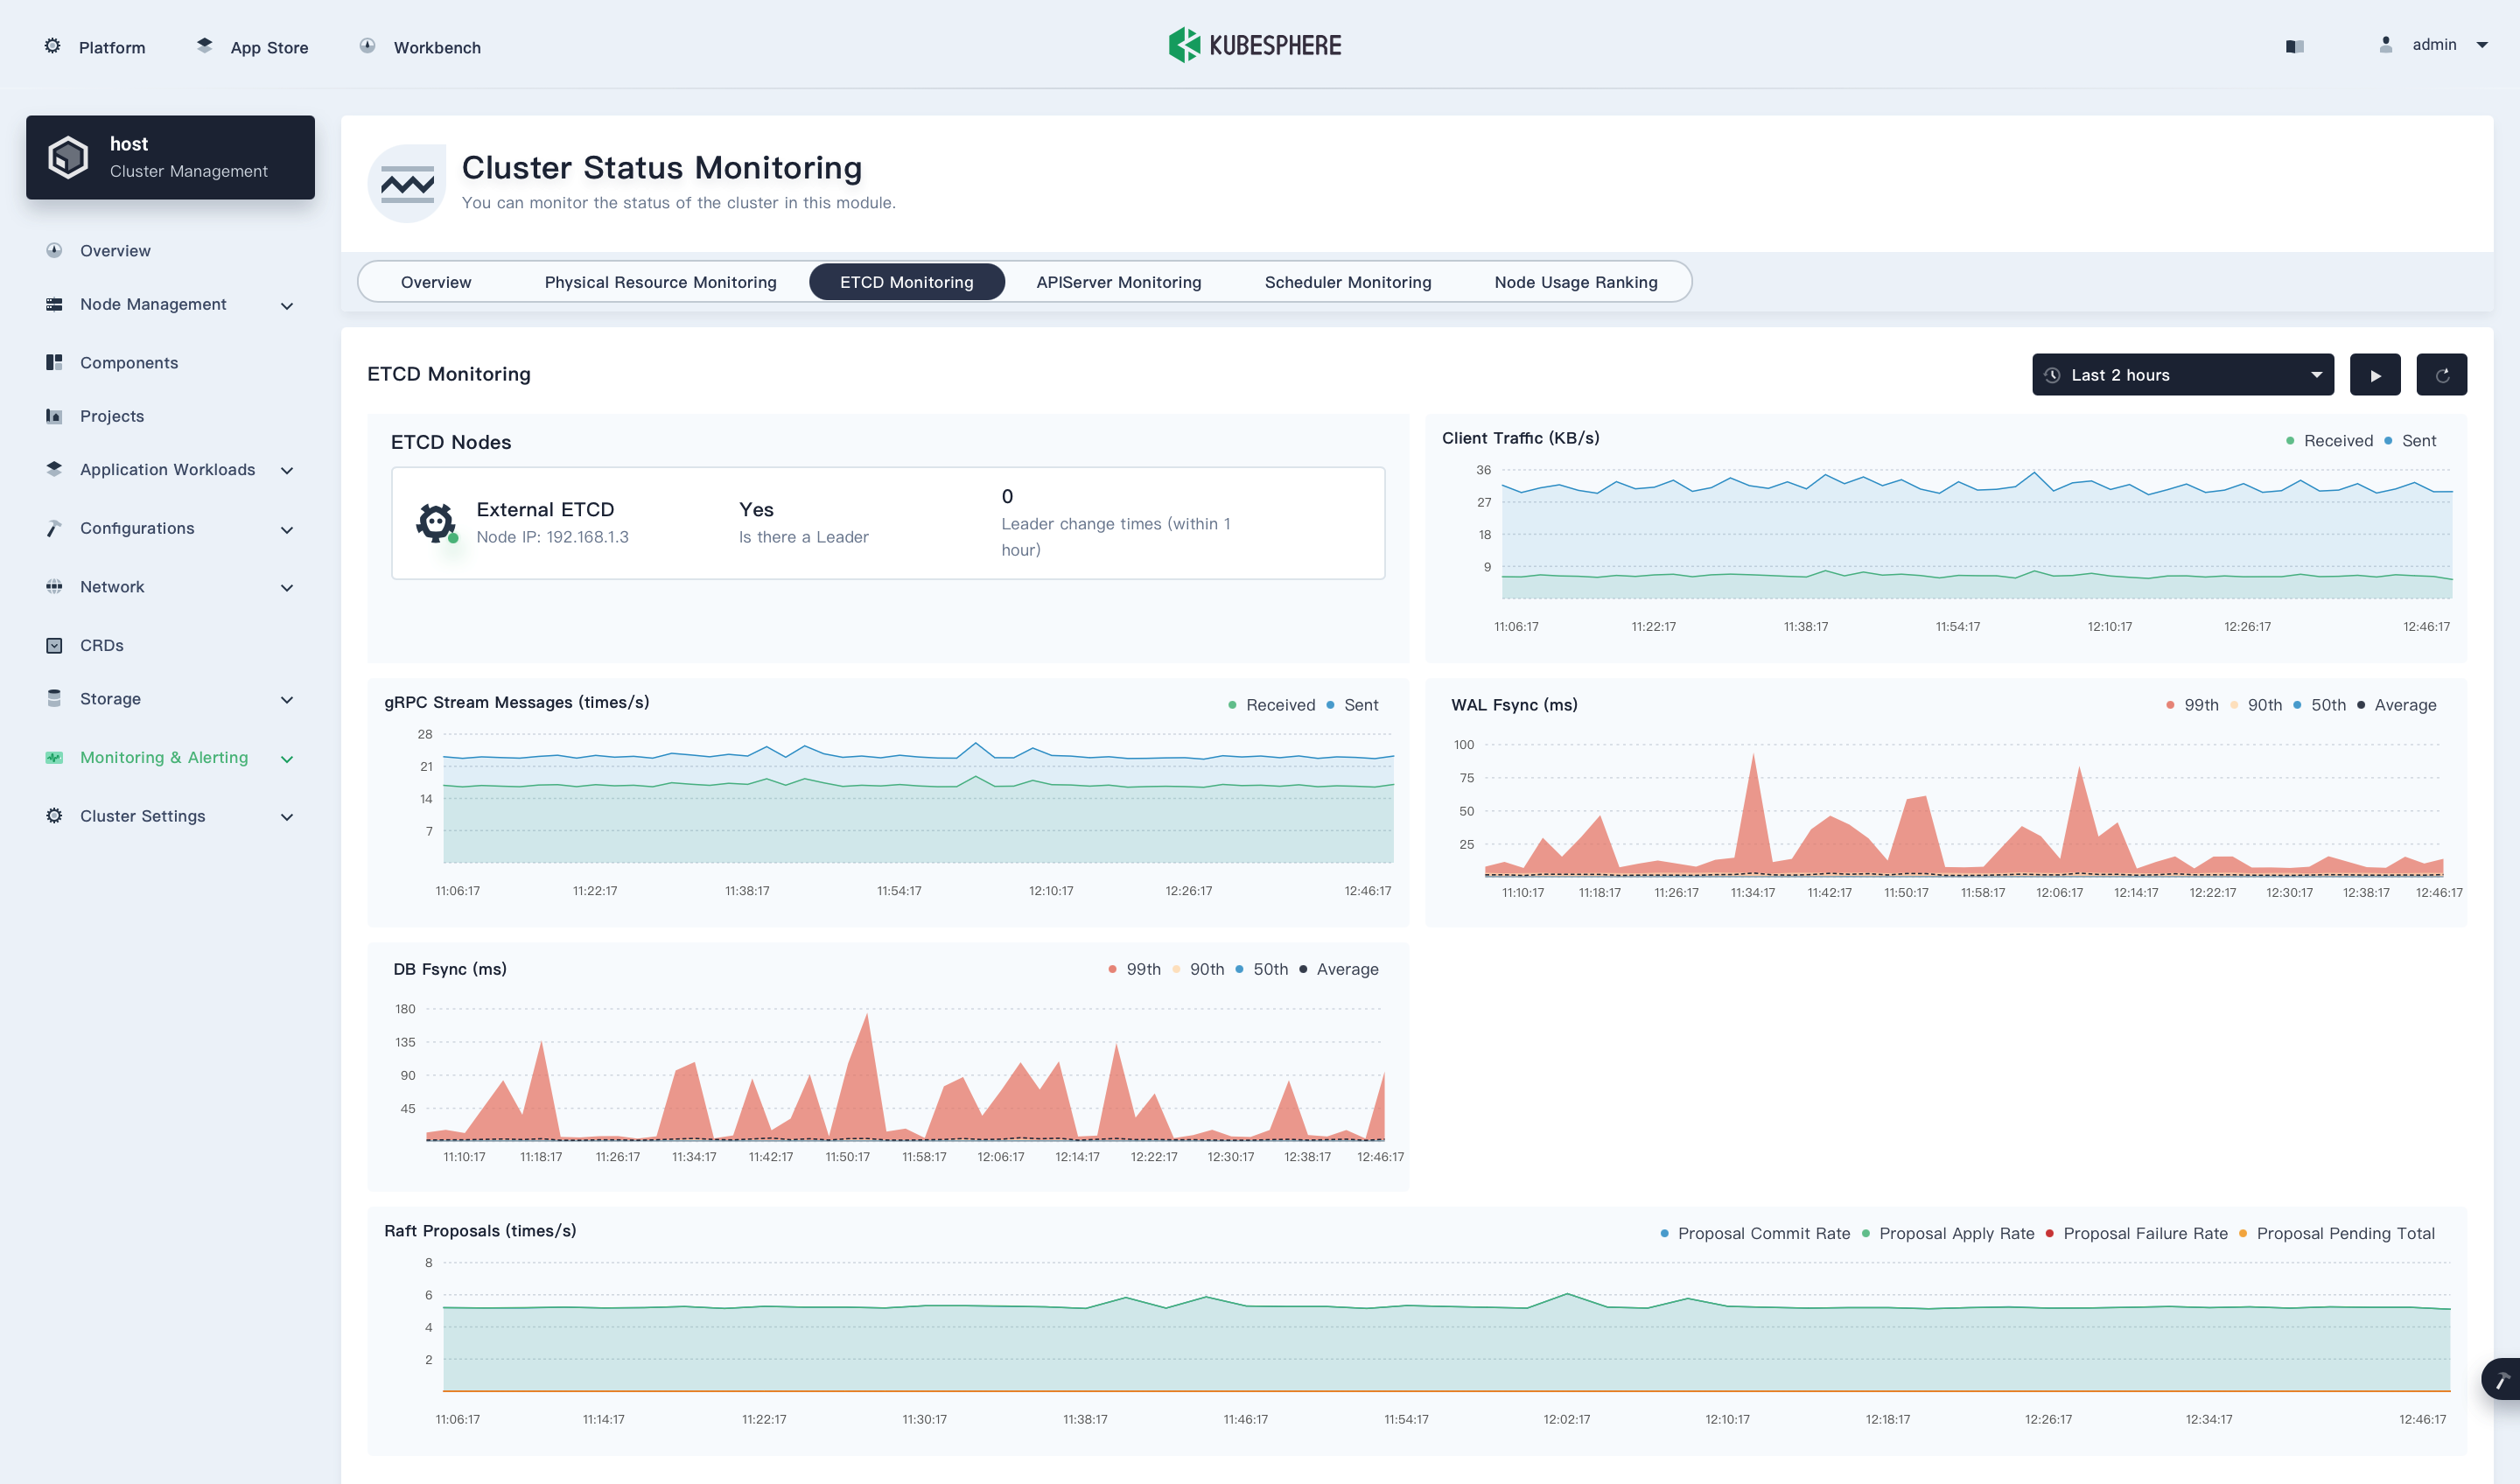 Platform
App Store
Workbench
KUBESPHERE
admin
host
Cluster Management
Overview
Node Management
Components
Projects
Application Workloads
Configurations
Network
CRDs
Storage
Monitoring & Alerting
Cluster Settings
Cluster Status Monitoring
You can monitor the status of the cluster in this module.
Overview
Physical Resource Monitoring
ETCD Monitoring
APIServer Monitoring
Scheduler Monitoring
Node Usage Ranking
ETCD Monitoring
Last 2 hours
ETCD Nodes
External ETCD
Node IP: 192.168.1.3
Yes
Is there a Leader
0
Leader change times (within 1
hour)
Client Traffic (KB/s)
Received Sent
36
27
18
9
11:06:17 11:22:17 11:38:17 11:54:17 12:10:17 12:26:17 12:46:17
gRPC Stream Messages (times/s)
Received Sent
28
21
14
7
11:06:17 11:22:17 11:38:17 11:54:17 12:10:17 12:26:17 12:46:17
WAL Fsync (ms)
99th 90th 50th Average
100
75
50
25
11:10:17 11:18:17 11:26:17 11:34:17 11:42:17 11:50:17 11:58:17 12:06:17 12:14:17 12:22:17 12:30:17 12:38:17 12:46:17
DB Fsync (ms)
99th 90th 50th Average
180
135
90
45
11:10:17 11:18:17 11:26:17 11:34:17 11:42:17 11:50:17 11:58:17 12:06:17 12:14:17 12:22:17 12:30:17 12:38:17 12:46:17
Raft Proposals (times/s)
Proposal Commit Rate Proposal Apply Rate Proposal Failure Rate Proposal Pending Total
8
6
4
2
11:06:17 11:14:17 11:22:17 11:30:17 11:38:17 11:46:17 11:54:17 12:02:17 12:10:17 12:18:17 12:26:17 12:34:17 12:46:17